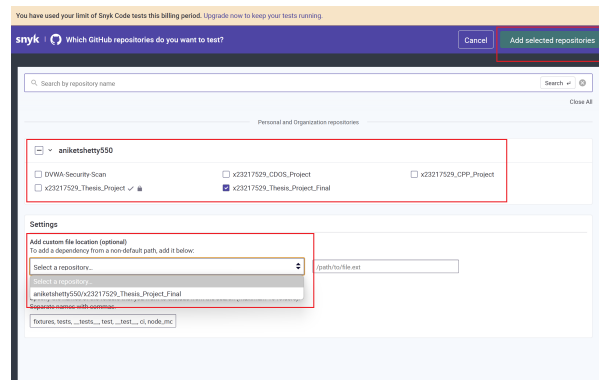 You have used your limit of Snyk Code tests this billing period. Upgrade now to keep your tests running.
snyk Which GitHub repositories do you want to test? Cancel Add selected repositories
Search by repository name Search
Close All
Personal and Organization repositories
aniketshetty550
DVWA-Security-Scan x23217529_CDOS_Project x23217529_CPP_Project
x23217529_Thesis_Project x23217529_Thesis_Project_Final
Settings
Add custom file location (optional)
To add a dependency from a non-default path, add it below:
Select a repository... /path/to/file.ext
Select a repository...
aniketshetty550/x23217529_Thesis_Project_Final
Separate names with commas.
fixtures, tests, __tests__, test, __test__, ci, node_mc